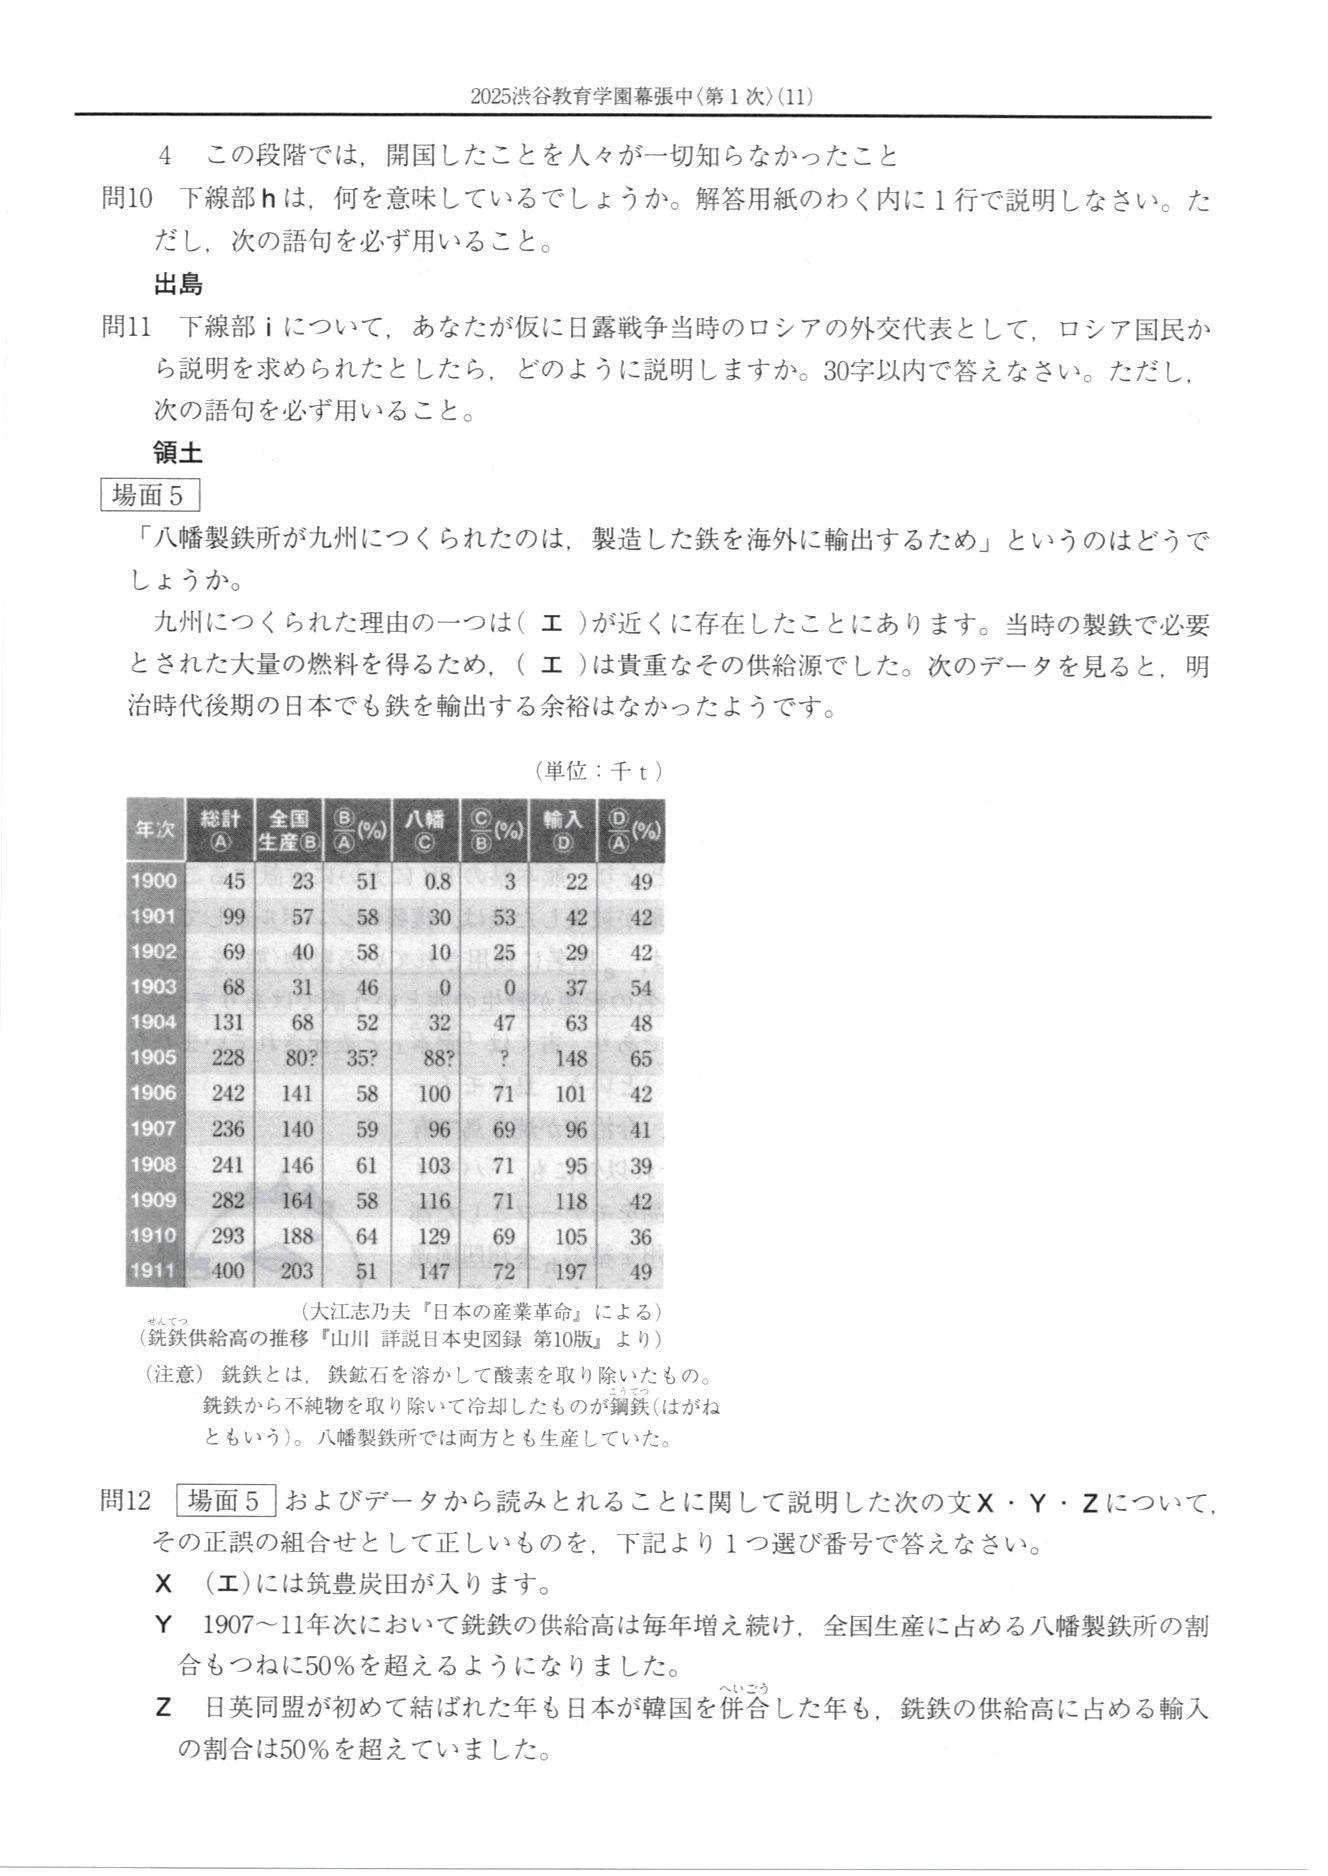 2025渋谷教育学園幕張中〈第1次〉(11)
4 この段階では，開国したことを人々が一切知らなかったこと
問10 下線部hは，何を意味しているでしょうか。解答用紙のわく内に1行で説明しなさい。た
だし，次の語句を必ず用いること。
出島
問11 下線部iについて，あなたが仮に日露戦争当時のロシアの外交代表として，ロシア国民か
ら説明を求められたとしたら，どのように説明しますか。30字以内で答えなさい。ただし，
次の語句を必ず用いること。
領土
場面5
「八幡製鉄所が九州につくられたのは，製造した鉄を海外に輸出するため」というのはどうで
しょうか。
九州につくられた理由の一つは( エ )が近くに存在したことにあります。当時の製鉄で必要
とされた大量の燃料を得るため，( エ )は貴重なその供給源でした。次のデータを見ると，明
治時代後期の日本でも鉄を輸出する余裕はなかったようです。
(単位：千t)
年次 総計Ⓐ 全国生産Ⓑ Ⓑ/Ⓐ(%) 八幡Ⓒ Ⓒ/Ⓑ(%) 輸入Ⓓ Ⓓ/Ⓐ(%)
1900 45 23 51 0.8 3 22 49
1901 99 57 58 30 53 42 42
1902 69 40 58 10 25 29 42
1903 68 31 46 0 0 37 54
1904 131 68 52 32 47 63 48
1905 228 80? 35? 88? ? 148 65
1906 242 141 58 100 71 101 42
1907 236 140 59 96 69 96 41
1908 241 146 61 103 71 95 39
1909 282 164 58 116 71 118 42
1910 293 188 64 129 69 105 36
1911 400 203 51 147 72 197 49
(大江志乃夫『日本の産業革命』による)
せんてつ
(銑鉄供給高の推移『山川 詳説日本史図録 第10版』より)
(注意) 銑鉄とは，鉄鉱石を溶かして酸素を取り除いたもの。
こうてつ
銑鉄から不純物を取り除いて冷却したものが鋼鉄(はがね
ともいう)。八幡製鉄所では両方とも生産していた。
問12 場面5 およびデータから読みとれることに関して説明した次の文X・Y・Zについて，
その正誤の組合せとして正しいものを，下記より1つ選び番号で答えなさい。
X (エ)には筑豊炭田が入ります。
Y 1907〜11年次において銑鉄の供給高は毎年増え続け，全国生産に占める八幡製鉄所の割
合もつねに50%を超えるようになりました。
へいごう
Z 日英同盟が初めて結ばれた年も日本が韓国を併合した年も，銑鉄の供給高に占める輸入
の割合は50%を超えていました。